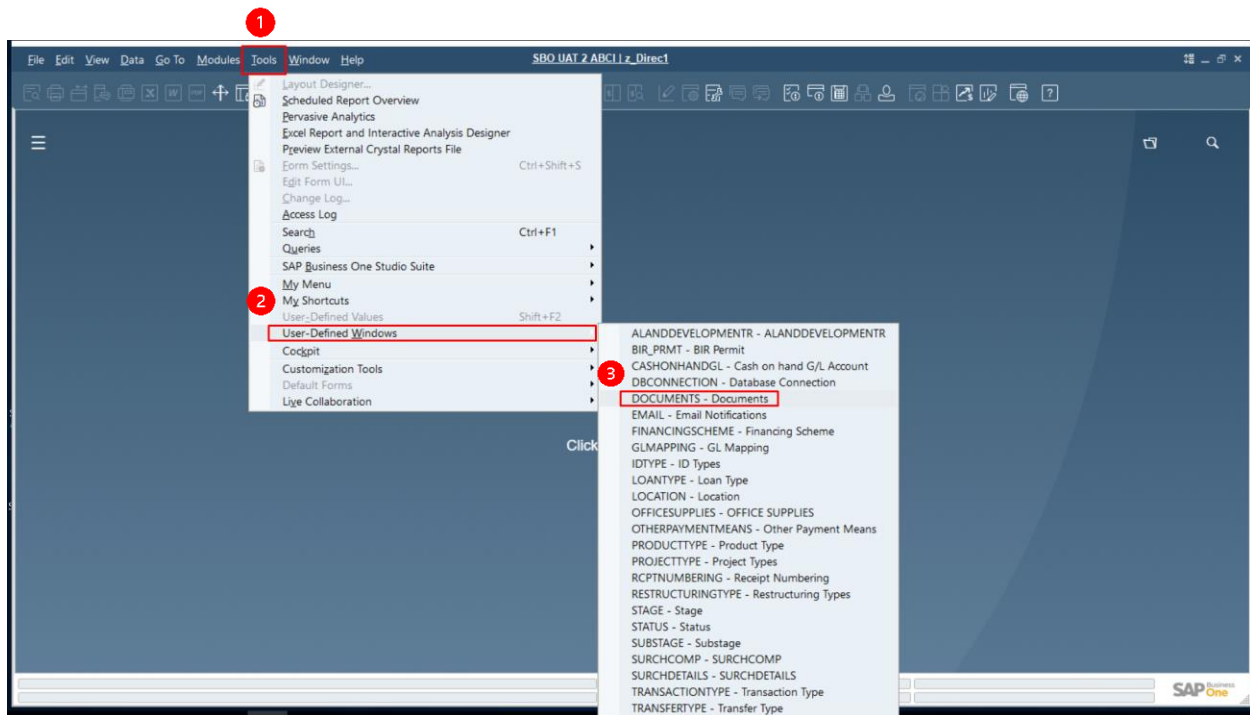 1
File Edit View Data Go To Modules Tools Window Help SBO UAT 2 ABCI | z_Direct1
Layout Designer...
Scheduled Report Overview
Pervasive Analytics
Excel Report and Interactive Analysis Designer
Preview External Crystal Reports File
Form Settings... Ctrl+Shift+S
Edit Form UI...
Change Log...
Access Log
Search Ctrl+F1
Queries
SAP Business One Studio Suite
My Menu
2 My Shortcuts
User-Defined Values Shift+F2
User-Defined Windows
Cockpit
Customization Tools
Default Forms
Live Collaboration
3
ALANDDEVELOPMENTR - ALANDDEVELOPMENTR
BIR_PRMT - BIR Permit
CASHONHANDGL - Cash on hand G/L Account
DBCONNECTION - Database Connection
DOCUMENTS - Documents
EMAIL - Email Notifications
FINANCINGSCHEME - Financing Scheme
GLMAPPING - GL Mapping
IDTYPE - ID Types
LOANTYPE - Loan Type
LOCATION - Location
OFFICESUPPLIES - OFFICE SUPPLIES
OTHERPAYMENTMEANS - Other Payment Means
PRODUCTTYPE - Product Type
PROJECTTYPE - Project Types
RCPTNUMBERING - Receipt Numbering
RESTRUCTURINGTYPE - Restructuring Types
STAGE - Stage
STATUS - Status
SUBSTAGE - Substage
SURCHCOMP - SURCHCOMP
SURCHDETAILS - SURCHDETAILS
TRANSACTIONTYPE - Transaction Type
TRANSFERTYPE - Transfer Type
Click
SAP Business One